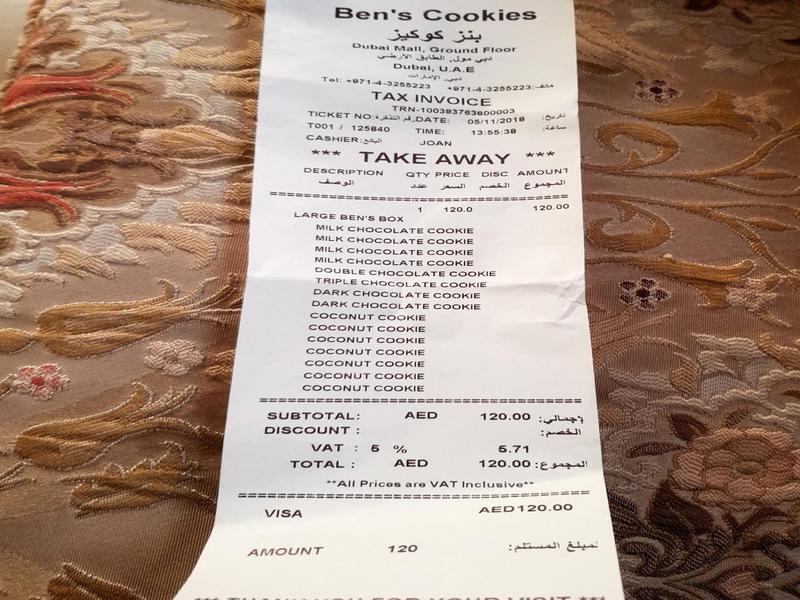 Ben's Cookies
بنز كوكيز
Dubai Mall, Ground Floor
دبي مول, الطابق الأرضي
Dubai, U.A.E
دبي, الإمارات
Tel: +971-4-3255223 +971-4-3255223:هاتف
TAX INVOICE
TRN-100393763600003
TICKET NO:رقم التذكرة DATE: 05/11/2018 تاريخ:
T001 / 125840 TIME: 13:55:38 ساعة:
CASHIER:البائع JOAN
*** TAKE AWAY ***
DESCRIPTION QTY PRICE DISC AMOUNT
الوصف عدد السعر الخصم المجموع
1 120.0 120.00
LARGE BEN'S BOX
MILK CHOCOLATE COOKIE
MILK CHOCOLATE COOKIE
MILK CHOCOLATE COOKIE
MILK CHOCOLATE COOKIE
DOUBLE CHOCOLATE COOKIE
TRIPLE CHOCOLATE COOKIE
DARK CHOCOLATE COOKIE
DARK CHOCOLATE COOKIE
COCONUT COOKIE
COCONUT COOKIE
COCONUT COOKIE
COCONUT COOKIE
COCONUT COOKIE
COCONUT COOKIE
COCONUT COOKIE
SUBTOTAL: AED 120.00 إجمالي:
DISCOUNT : الخصم:
VAT : 5 % 5.71
TOTAL : AED 120.00 المجموع:
**All Prices are VAT Inclusive**
VISA AED120.00
AMOUNT 120 لمبلغ المستلم:
*** THANK YOU FOR YOUR VISIT ***